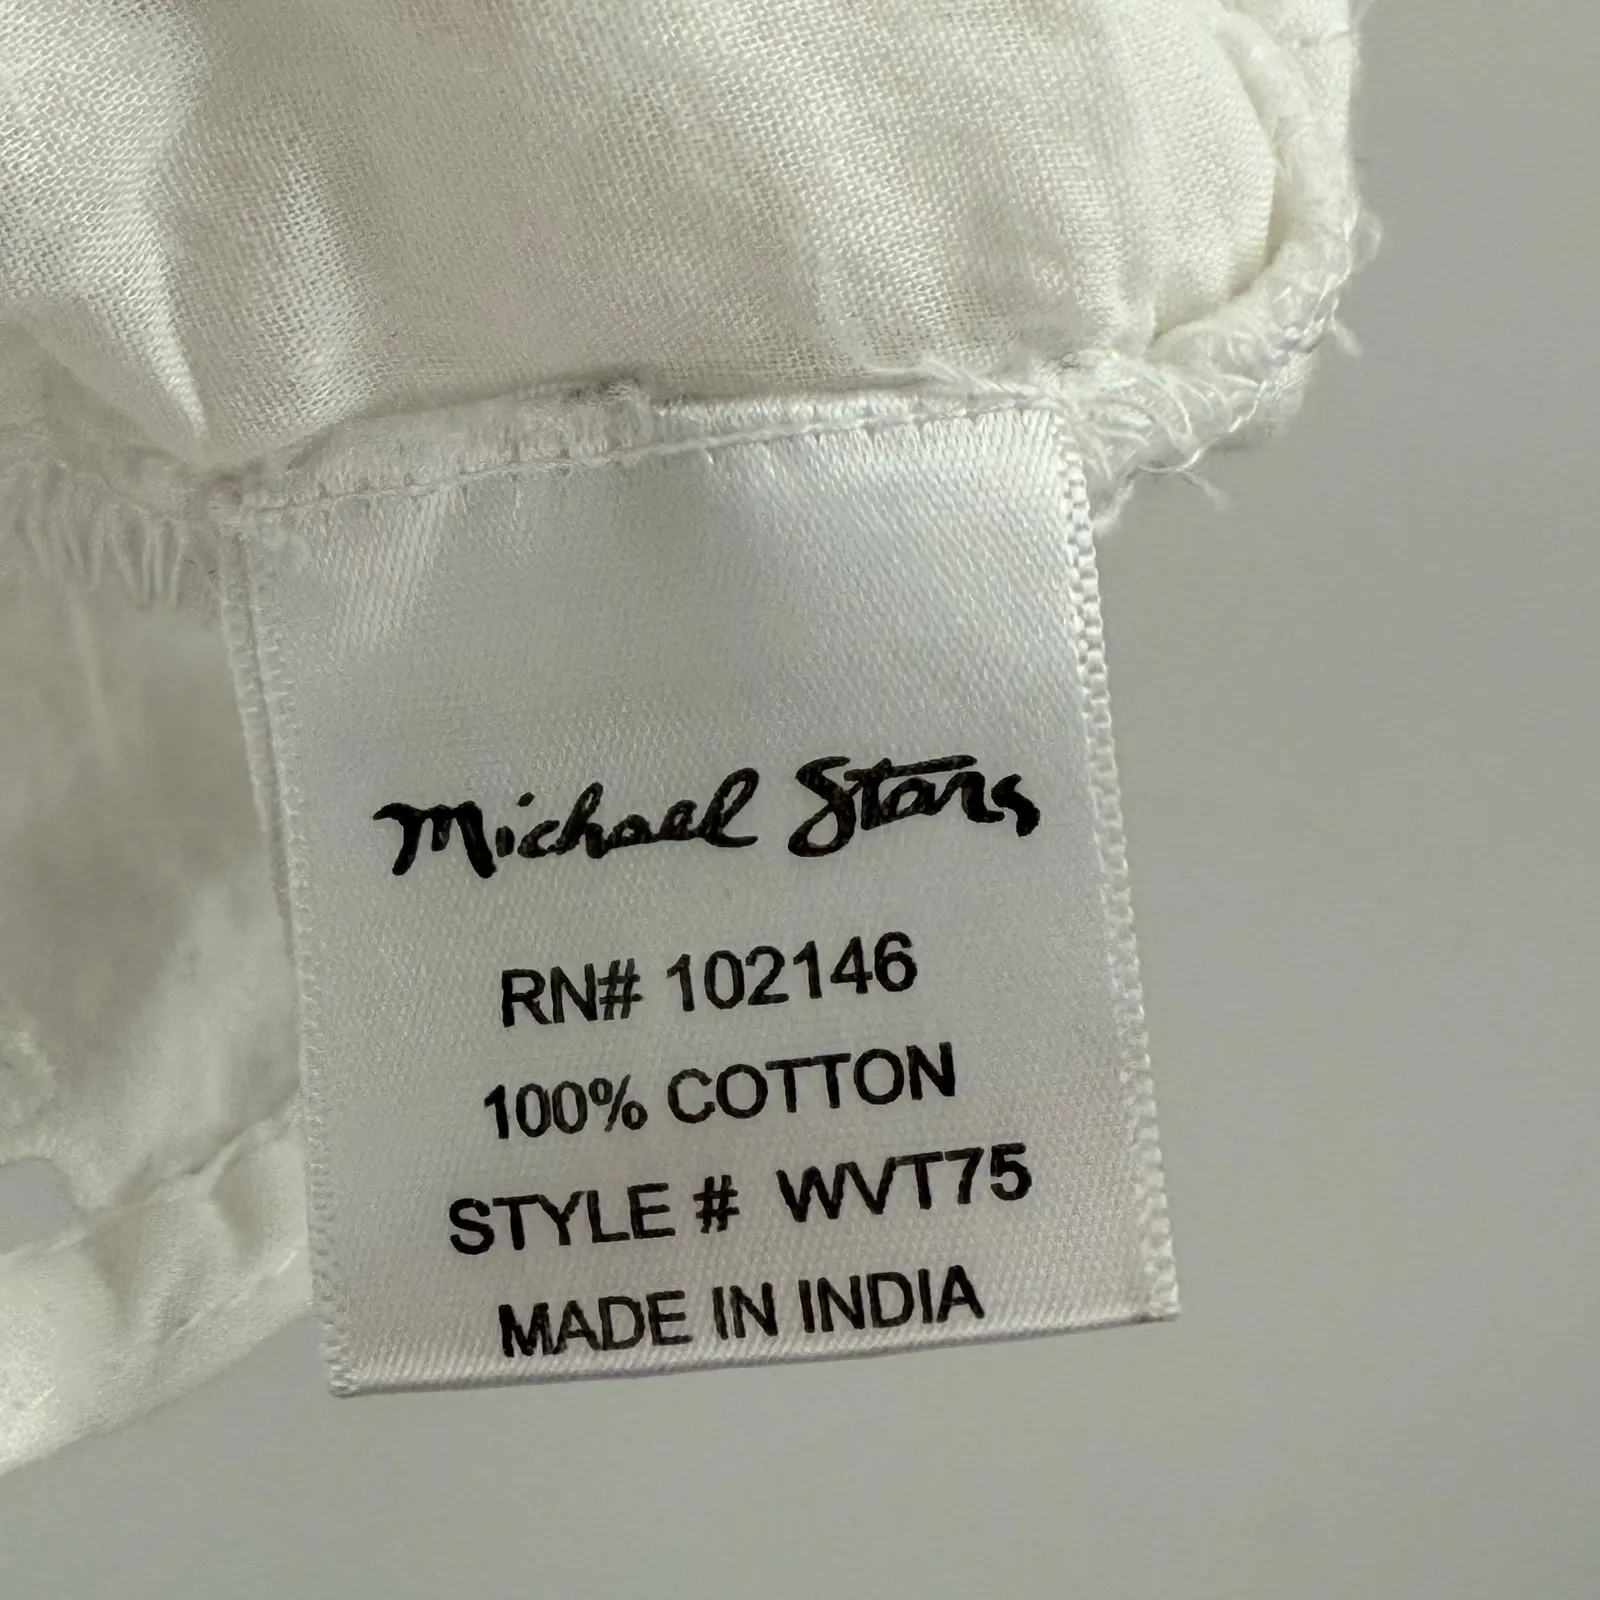 Michael Stars
RN# 102146
100% COTTON
STYLE # WVT75
MADE IN INDIA